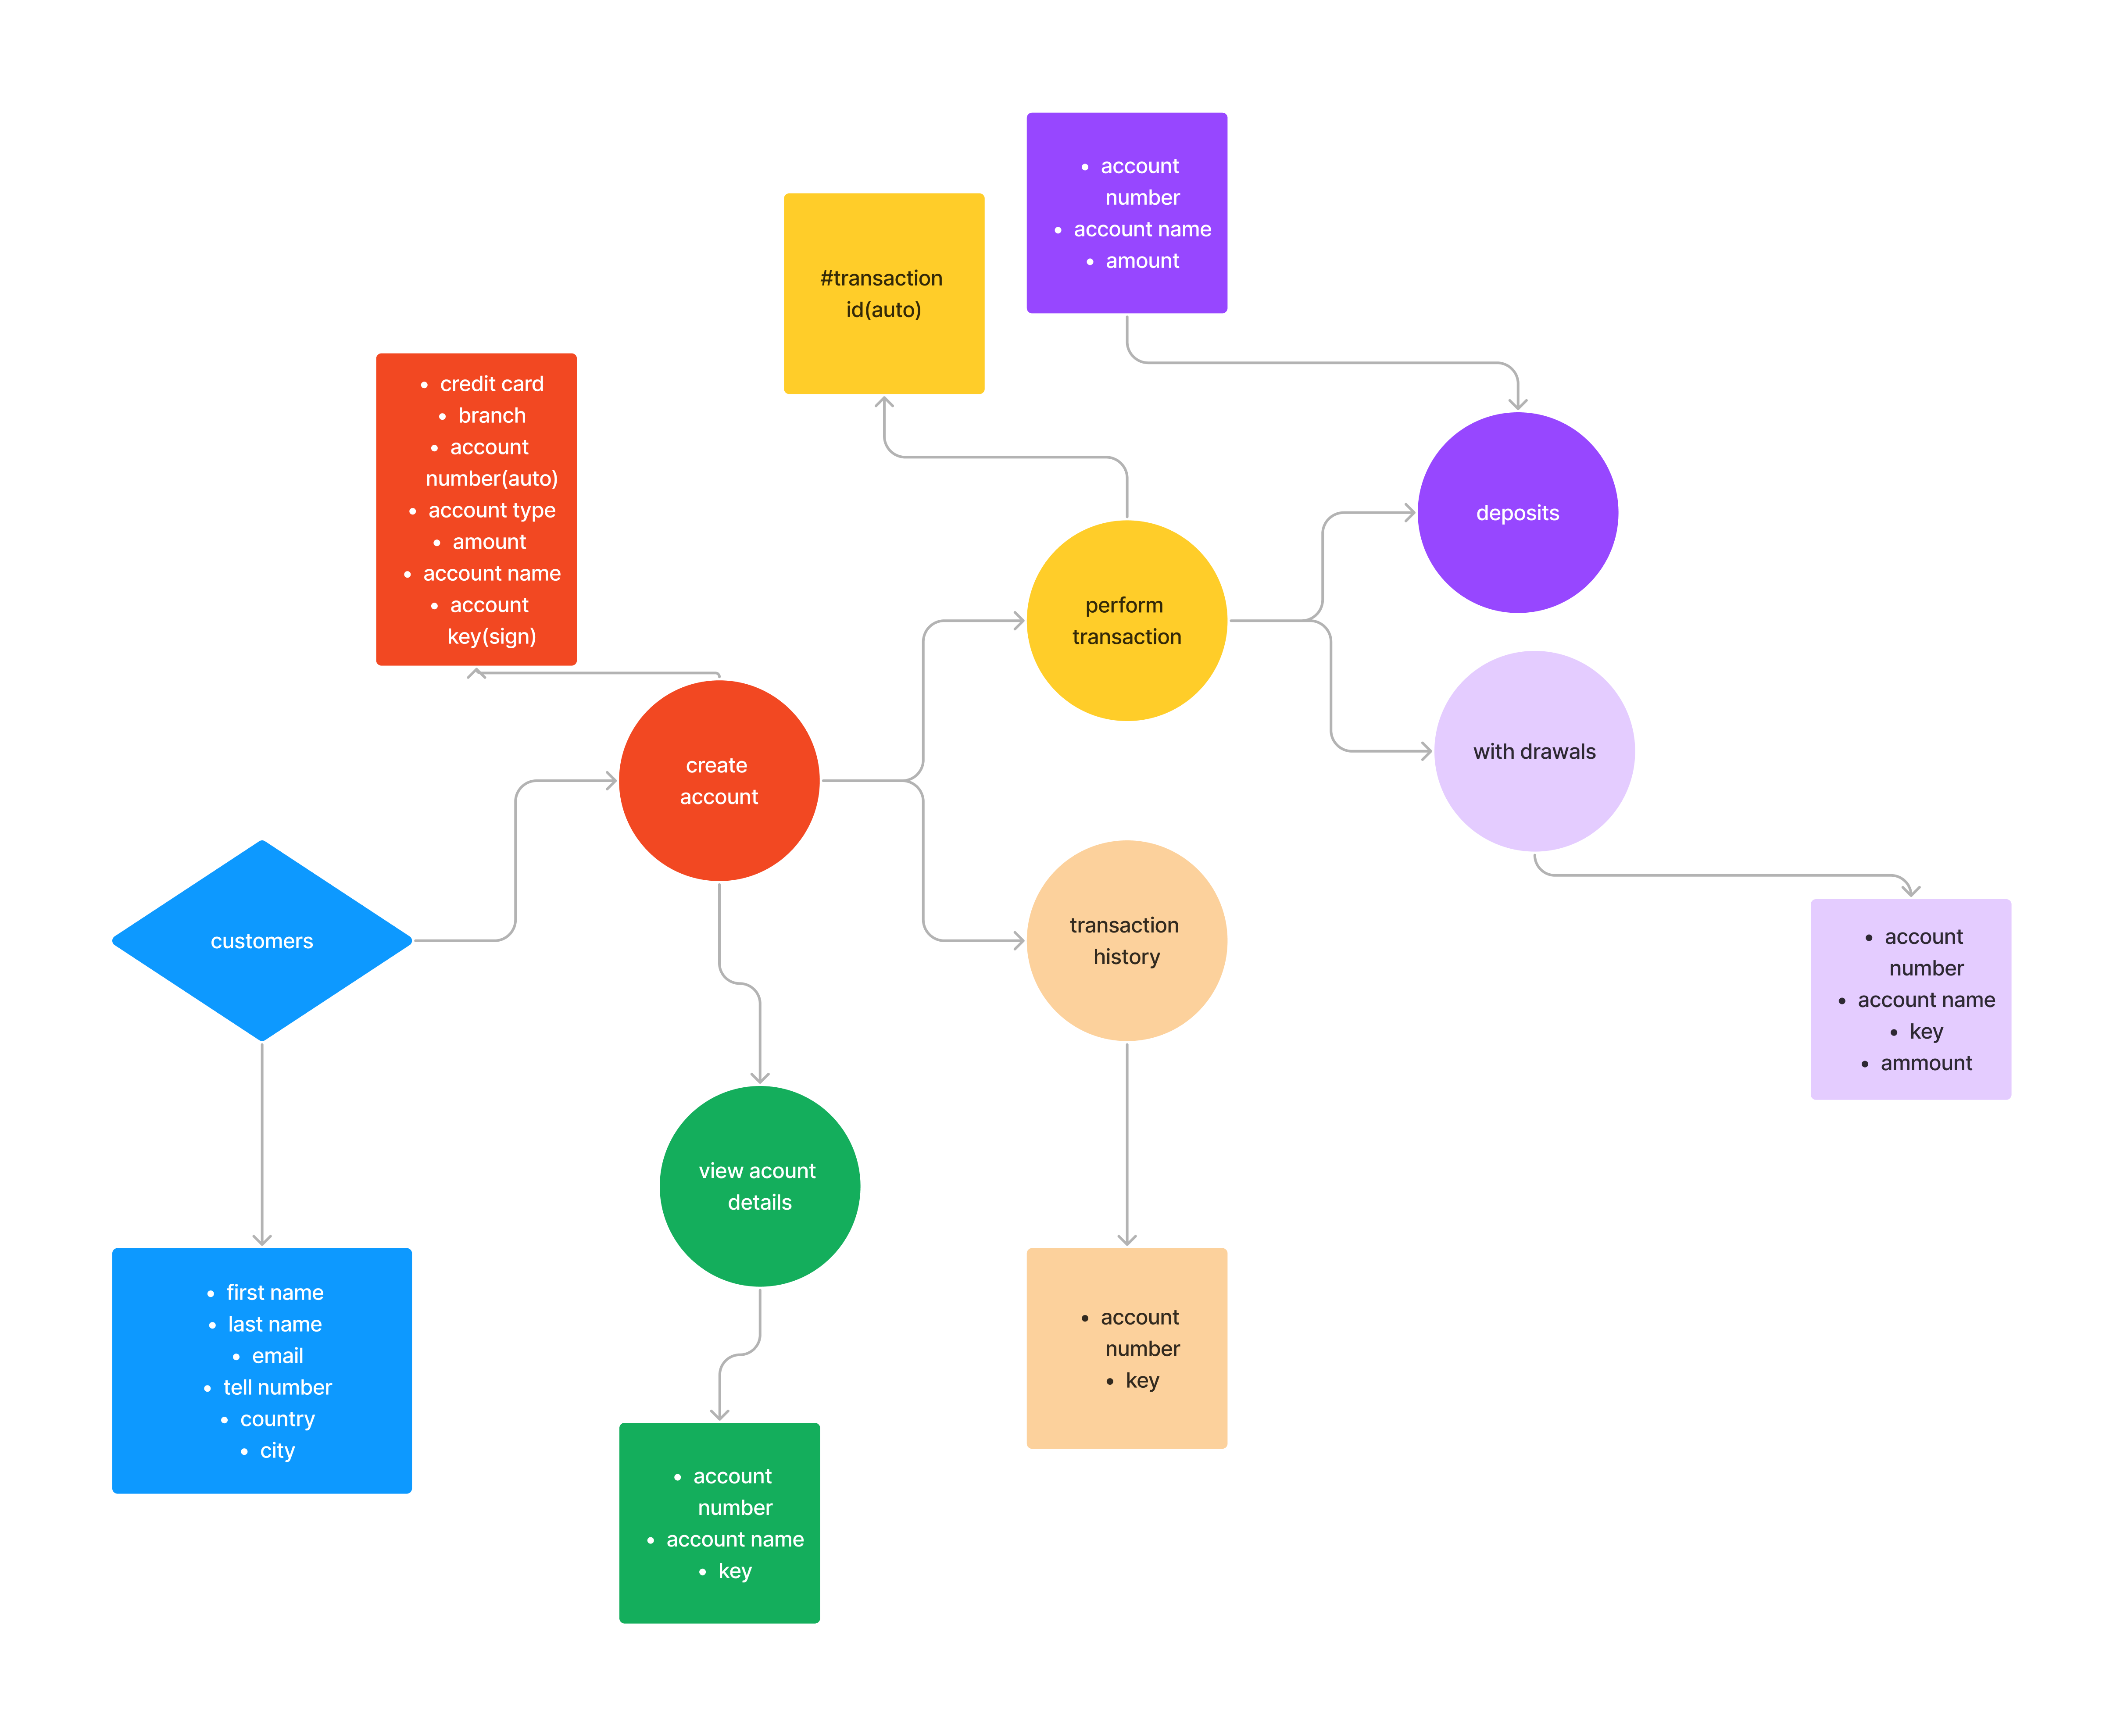 • account
number
• account name
• amount
#transaction
id(auto)
• credit card
• branch
• account
number(auto)
• account type
• amount
• account name
• account
key(sign)
deposits
perform
transaction
with drawals
create
account
customers
transaction
history
• account
number
• account name
• key
• ammount
view acount
details
• first name
• last name
• email
• tell number
• country
• city
• account
number
• key
• account
number
• account name
• key